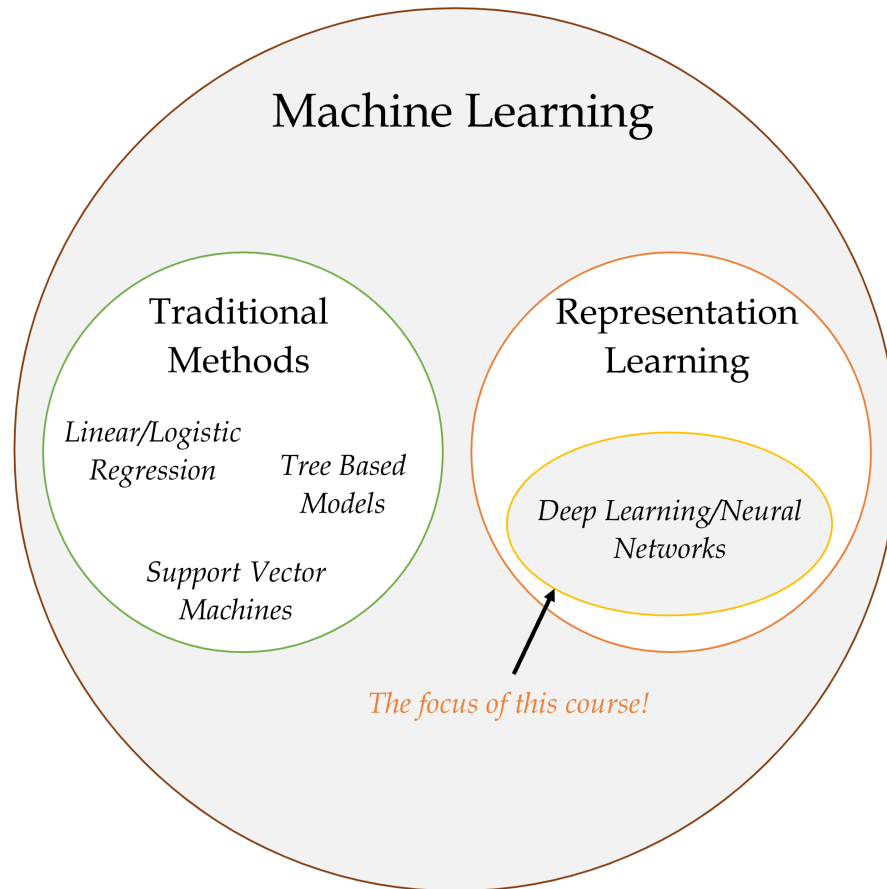 Machine Learning
Traditional
Methods
Linear/Logistic
Regression
Tree Based
Models
Support Vector
Machines
Representation
Learning
Deep Learning/Neural
Networks
The focus of this course!